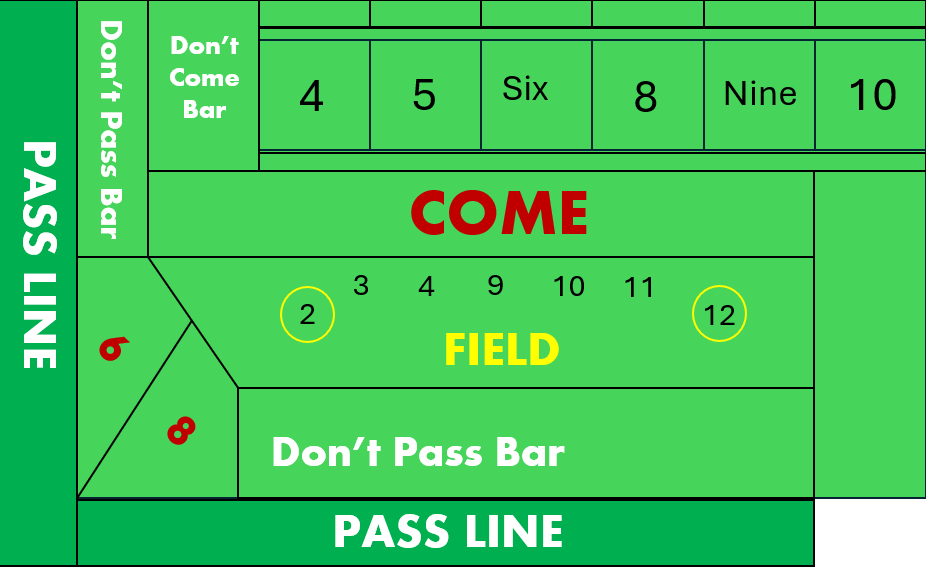 PASS LINE
Don't Pass Bar
Don't
Come
Bar
4
5
Six
8
Nine
10
COME
2
3
4
9
10
11
12
FIELD
6
8
Don't Pass Bar
PASS LINE